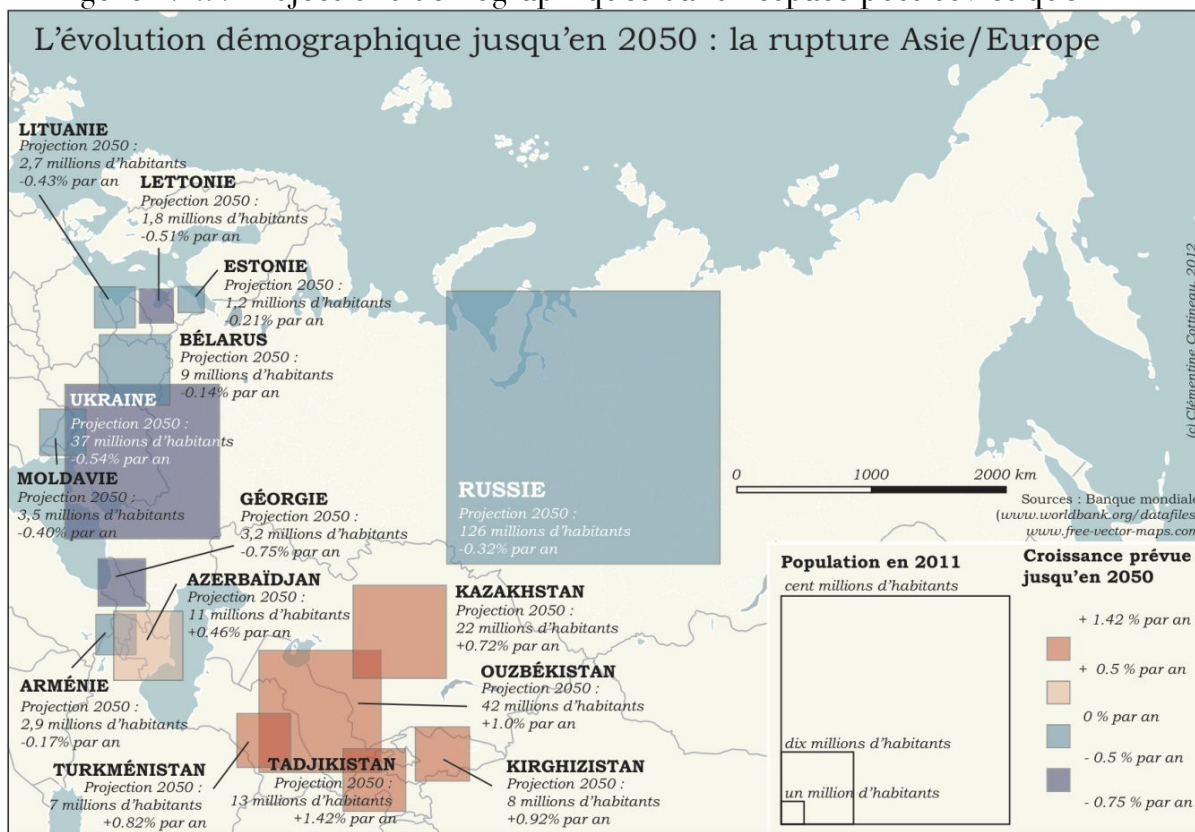 L'évolution démographique jusqu'en 2050 : la rupture Asie/Europe
LITUANIE
Projection 2050 :
2,7 millions d'habitants
-0.43% par an
LETTONIE
Projection 2050 :
1,8 millions d'habitants
-0.51% par an
ESTONIE
Projection 2050 :
1,2 millions d'habitants
-0.21% par an
BÉLARUS
Projection 2050 :
9 millions d'habitants
-0.14% par an
UKRAINE
Projection 2050 :
37 millions d'habitants
-0.54% par an
MOLDAVIE
Projection 2050 :
3,5 millions d'habitants
-0.40% par an
GÉORGIE
Projection 2050 :
3,2 millions d'habitants
-0.75% par an
AZERBAÏDJAN
Projection 2050 :
11 millions d'habitants
+0.46% par an
ARMÉNIE
Projection 2050 :
2,9 millions d'habitants
-0.17% par an
TURKMÉNISTAN
Projection 2050 :
7 millions d'habitants
+0.82% par an
TADJIKISTAN
Projection 2050 :
13 millions d'habitants
+1.42% par an
KIRGHIZISTAN
Projection 2050 :
8 millions d'habitants
+0.92% par an
OUZBÉKISTAN
Projection 2050 :
42 millions d'habitants
+1.0% par an
KAZAKHSTAN
Projection 2050 :
22 millions d'habitants
+0.72% par an
RUSSIE
Projection 2050 :
126 millions d'habitants
-0.32% par an
0 1000 2000 km
(c) Clémentine Cottineau, 2012
Sources : Banque mondiale
(www.worldbank.org/datafiles)
www.free-vector-maps.com
Population en 2011
cent millions d'habitants
dix millions d'habitants
un million d'habitants
Croissance prévue
jusqu'en 2050
+ 1.42 % par an
+ 0.5 % par an
0 % par an
- 0.5 % par an
- 0.75 % par an